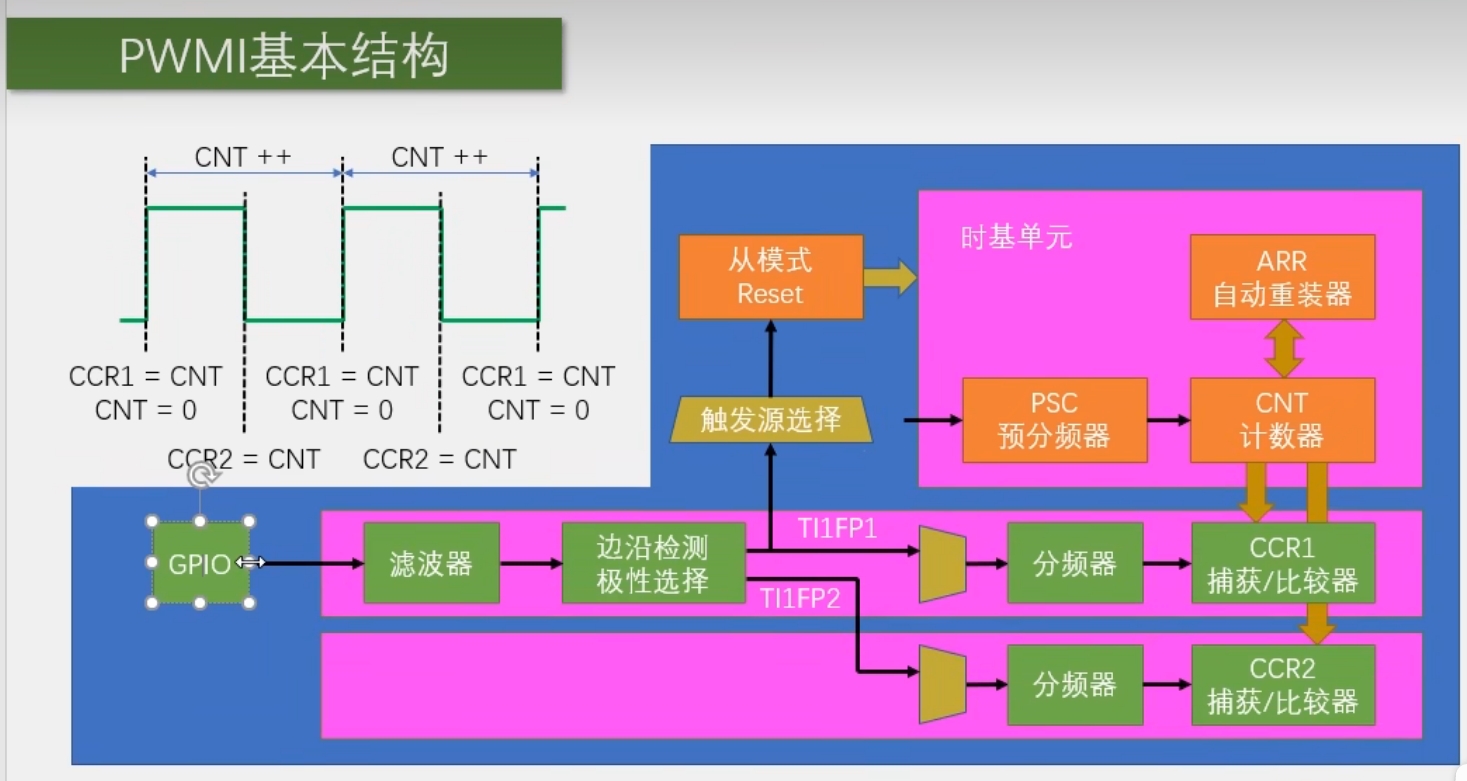 PWMI基本结构
CNT ++
CNT ++
CCR1 = CNT
CNT = 0
CCR1 = CNT
CNT = 0
CCR1 = CNT
CNT = 0
CCR2 = CNT
CCR2 = CNT
时基单元
从模式
Reset
ARR
自动重装器
触发源选择
PSC
预分频器
CNT
计数器
GPIO
滤波器
边沿检测
极性选择
TI1FP1
TI1FP2
分频器
CCR1
捕获/比较器
分频器
CCR2
捕获/比较器